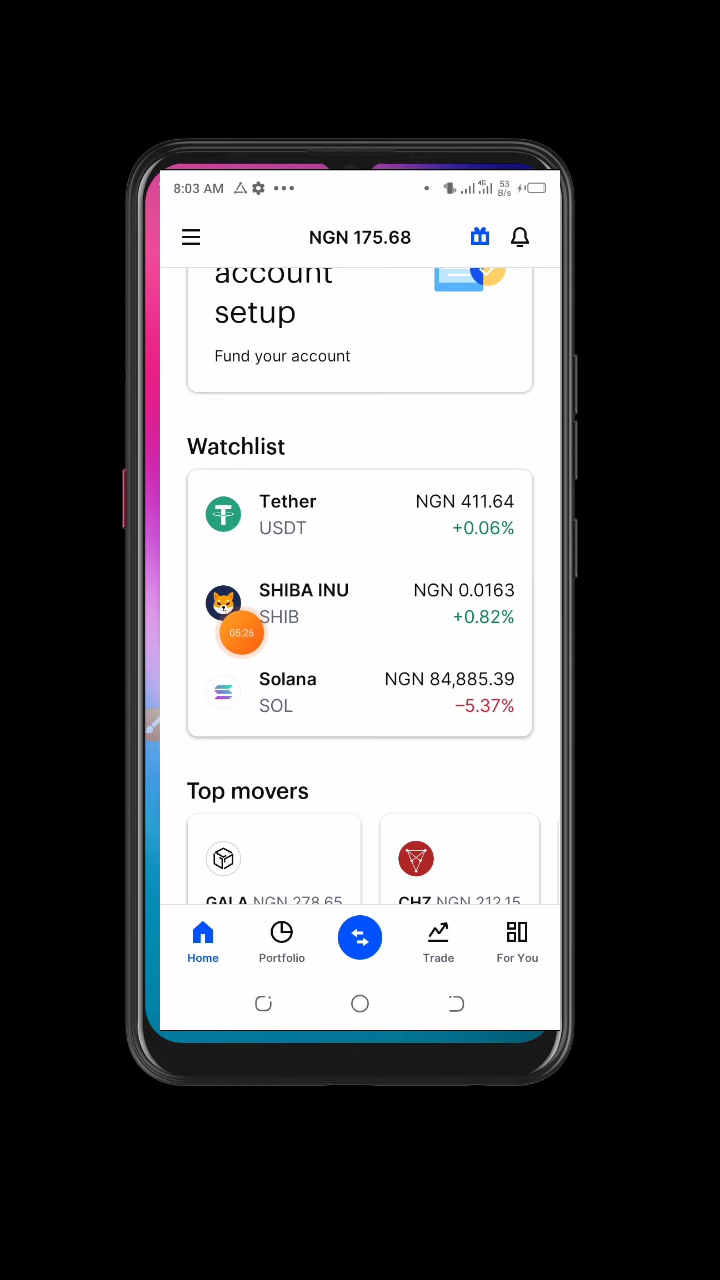 8:03 AM
4G
53
B/s
NGN 175.68
account
setup
Fund your account
Watchlist
Tether NGN 411.64
USDT +0.06%
SHIBA INU NGN 0.0163
SHIB +0.82%
05:26
Solana NGN 84,885.39
SOL –5.37%
Top movers
GALA NGN 278.65 CHZ NGN 212.15
Home Portfolio Trade For You